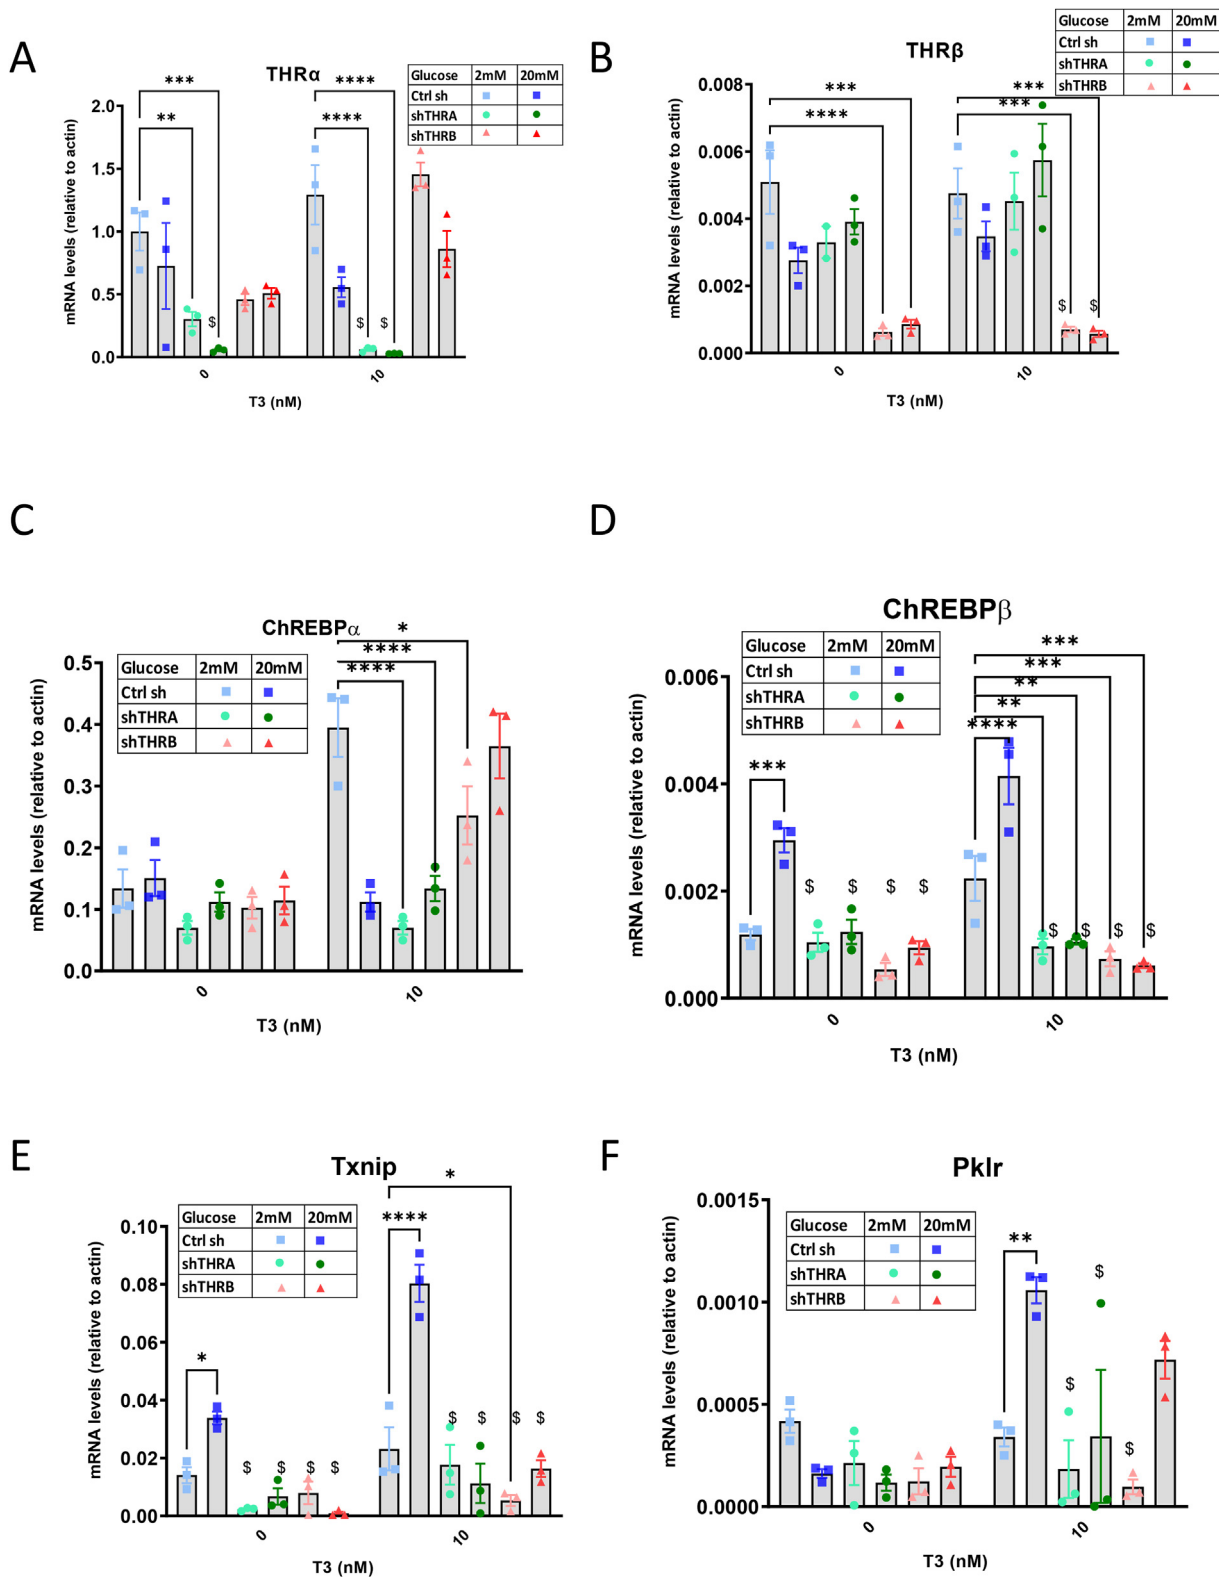 A
THRα
Glucose 2mM 20mM
Ctrl sh
shTHRA
shTHRB
*** ****
** ****
mRNA levels (relative to actin)
2.0
1.5
1.0
0.5
0.0
$ $ $
0 10
T3 (nM)
B
THRβ
Glucose 2mM 20mM
Ctrl sh
shTHRA
shTHRB
*** ***
**** ***
mRNA levels (relative to actin)
0.008
0.006
0.004
0.002
0.000
$ $
0 10
T3 (nM)
C
ChREBPα
Glucose 2mM 20mM
Ctrl sh
shTHRA
shTHRB
*
****
****
mRNA levels (relative to actin)
0.5
0.4
0.3
0.2
0.1
0.0
0 10
T3 (nM)
D
ChREBPβ
Glucose 2mM 20mM
Ctrl sh
shTHRA
shTHRB
***
***
**
**
****
***
mRNA levels (relative to actin)
0.006
0.004
0.002
0.000
$ $ $ $ $ $ $ $
0 10
T3 (nM)
E
Txnip
Glucose 2mM 20mM
Ctrl sh
shTHRA
shTHRB
*
****
*
mRNA levels (relative to actin)
0.10
0.08
0.06
0.04
0.02
0.00
$ $ $ $ $ $ $ $
0 10
T3 (nM)
F
Pklr
Glucose 2mM 20mM
Ctrl sh
shTHRA
shTHRB
**
mRNA levels (relative to actin)
0.0015
0.0010
0.0005
0.0000
$ $ $
0 10
T3 (nM)